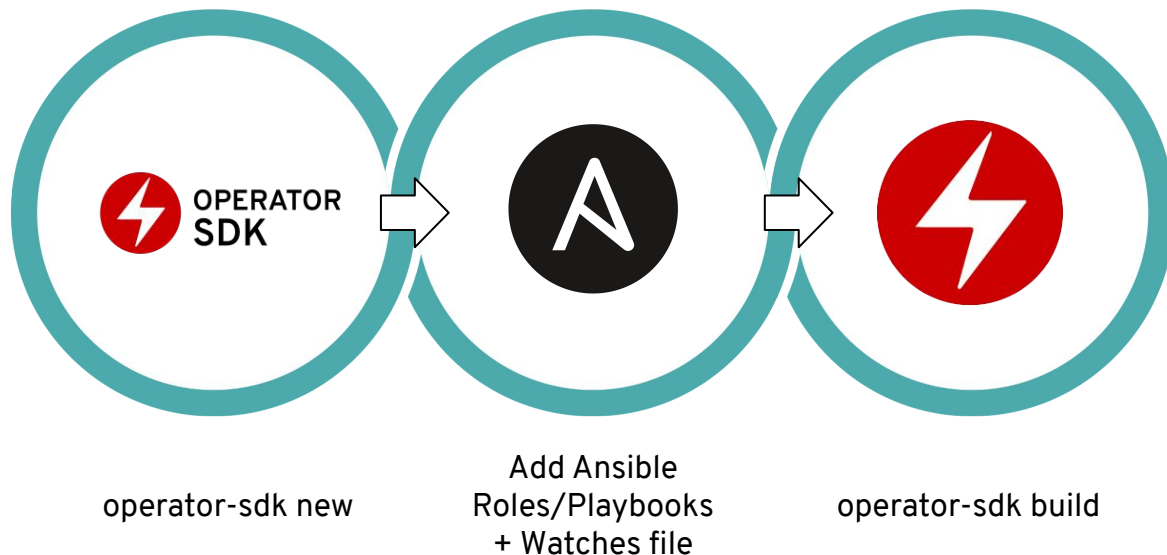 OPERATOR
SDK
operator-sdk new
Add Ansible
Roles/Playbooks
+ Watches file
operator-sdk build